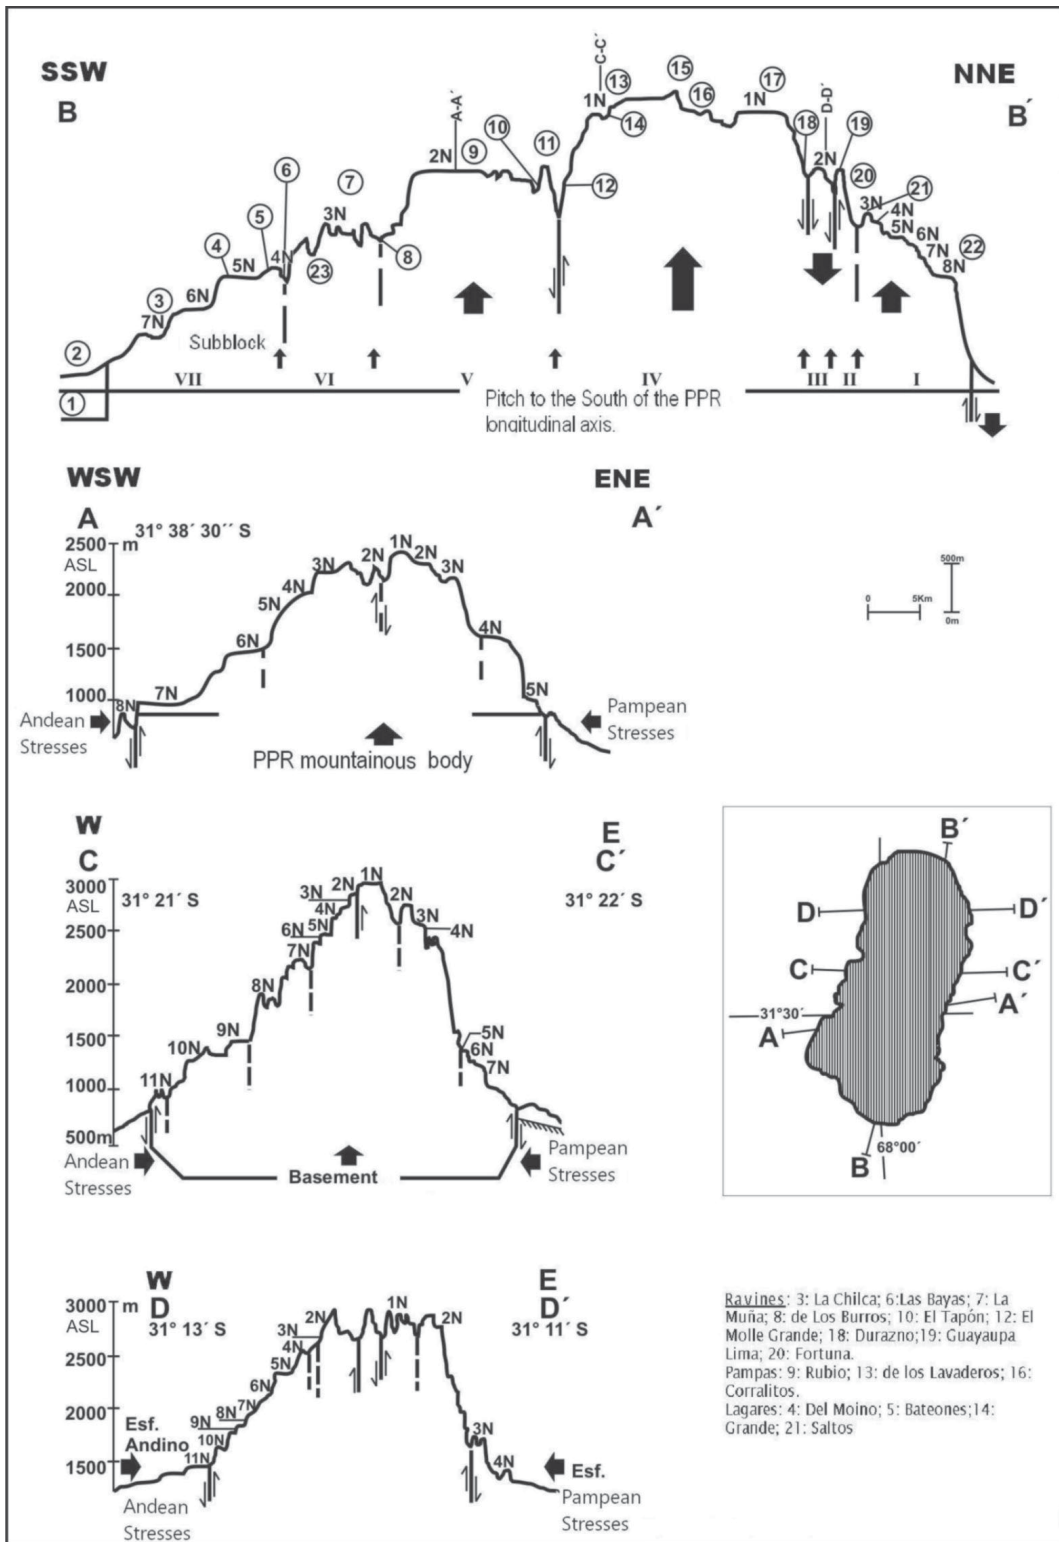 SSW
NNE
B
B´
C-C´
15
13
17
1N
16
1N
14
D-D´
18
19
A-A´
10
2N
9
11
2N
20
6
7
12
3N
21
4N
5
3N
5N
4
4N
8
6N
22
5N
23
7N
3
6N
8N
7N
2
Subblock
VII
VI
V
IV
III
II
I
1
Pitch to the South of the PPR
longitudinal axis.
WSW
ENE
A
A´
31° 38´ 30´´ S
2500 m
ASL
2000
1500
1000
1N
2N
2N
3N
3N
4N
5N
6N
4N
7N
8N
5N
500m
0
5Km
0m
Andean
Stresses
Pampean
Stresses
PPR mountainous body
W
E
C
C´
3000
ASL
31° 21´ S
31° 22´ S
2500
2000
1500
1000
500m
1N
2N
3N
2N
4N
3N
6N
5N
4N
7N
8N
9N
10N
5N
6N
7N
11N
Andean
Stresses
Basement
Pampean
Stresses
B´
D
D´
C
C´
A´
31°30´
A
B
68°00´
W
E
D
D´
3000 m
ASL
31° 13´ S
31° 11´ S
2500
2000
1500
1N
2N
2N
3N
4N
5N
6N
7N
8N
9N
10N
11N
3N
4N
Esf.
Andino
Esf.
Andean
Stresses
Pampean
Stresses
Ravines: 3: La Chilca; 6:Las Bayas; 7: La
Muña; 8: de Los Burros; 10: El Tapón; 12: El
Molle Grande; 18: Durazno;19: Guayaupa
Lima; 20: Fortuna.
Pampas: 9: Rubio; 13: de los Lavaderos; 16:
Corralitos.
Lagares: 4: Del Moino; 5: Bateones;14:
Grande; 21: Saltos